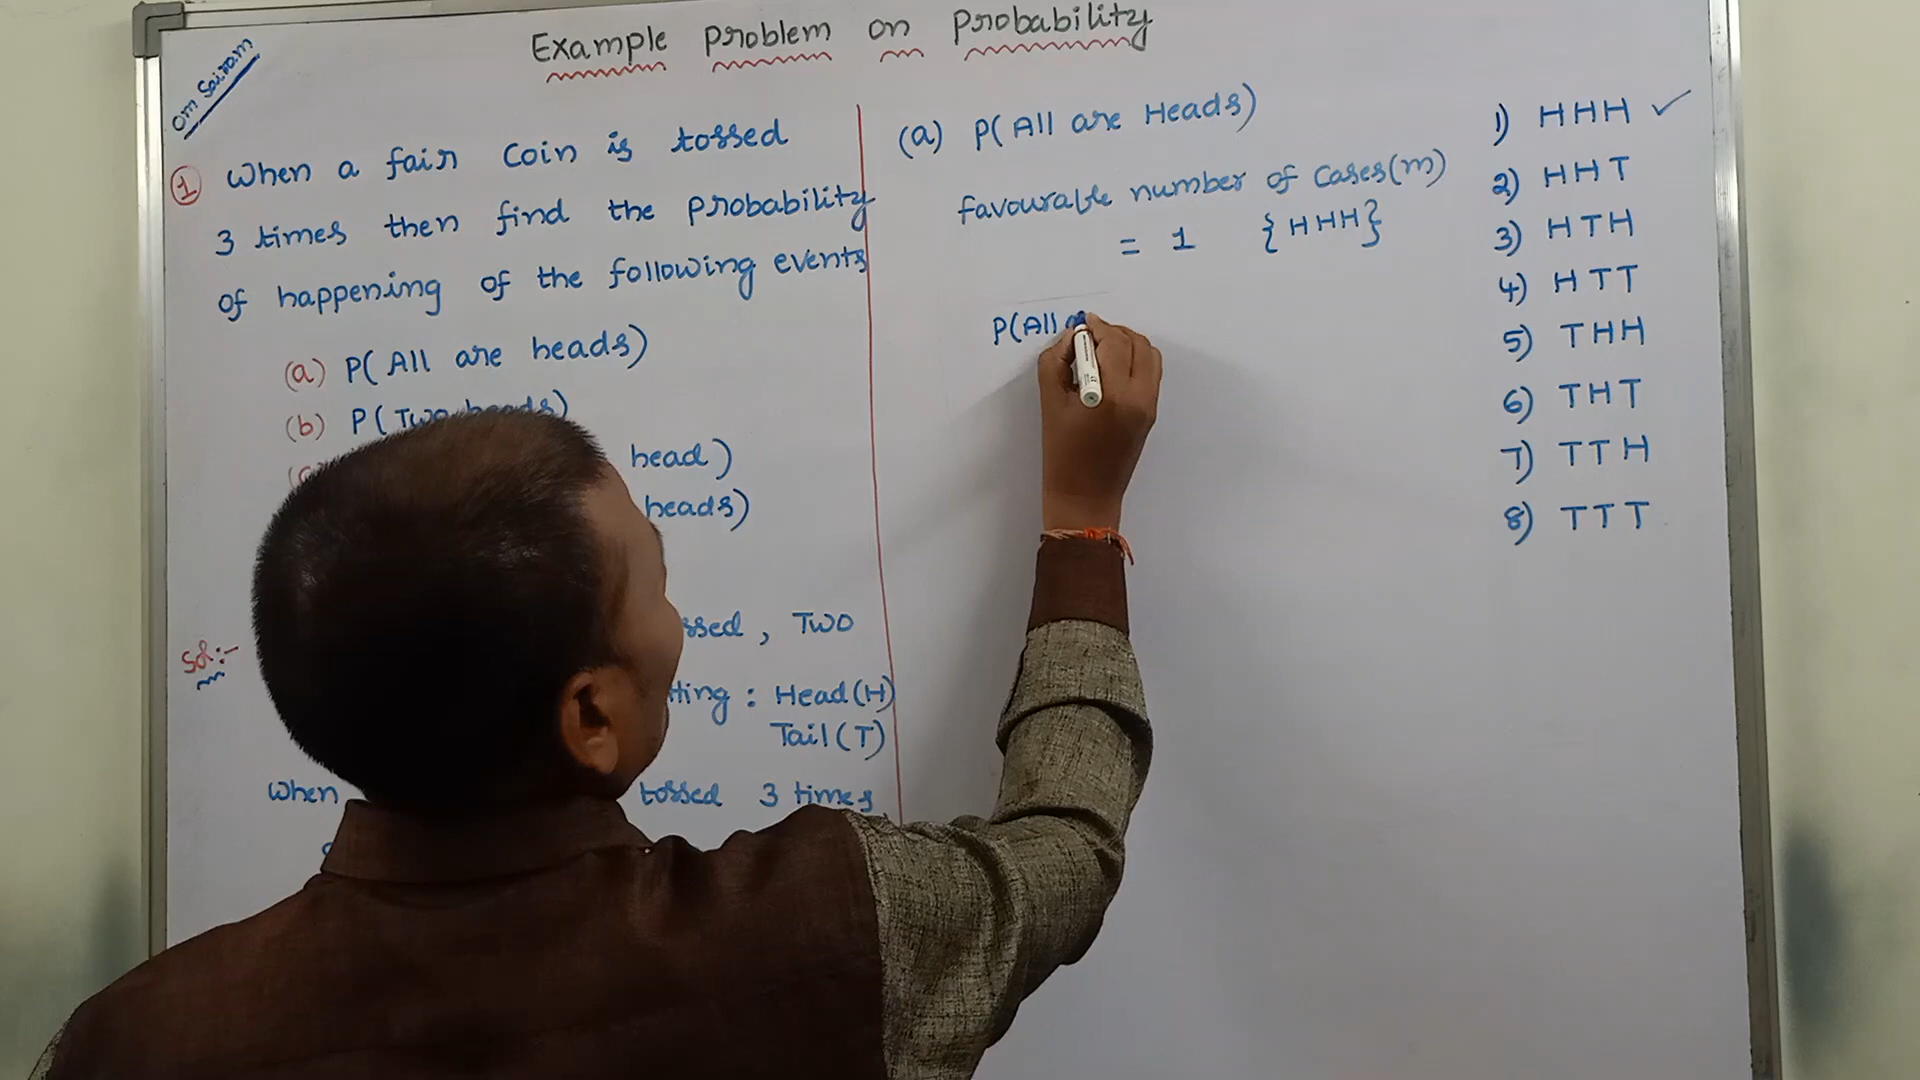 Example Problem on Probability
Om Sairam
1 When a fair Coin is tossed
3 times then find the probability
of happening of the following events
(a) P( All are heads)
(b) P( Two heads)
head)
heads)
Sol:-
, Two
: Head(H)
Tail(T)
When tossed 3 times
(a) P( All are Heads)
favourable number of Cases(m)
= 1 {HHH}
P(All
1) HHH ✓
2) HHT
3) HTH
4) HTT
5) THH
6) THT
7) TTH
8) TTT